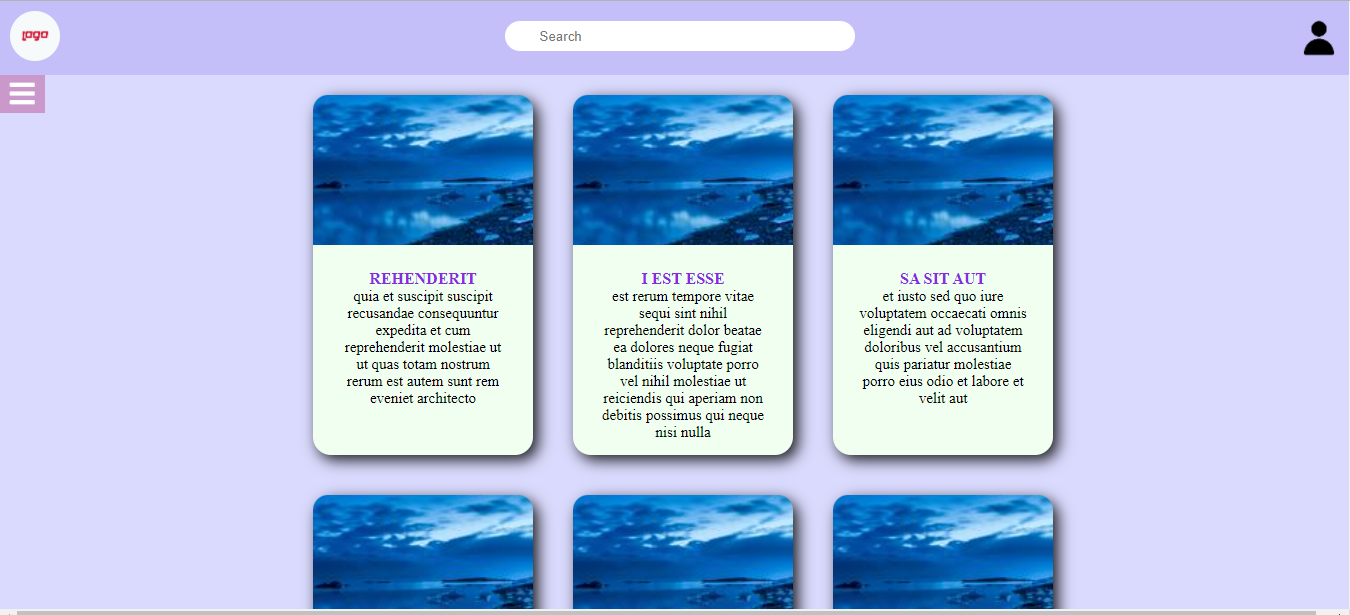 logo
Search
REHENDERIT
quia et suscipit suscipit
recusandae consequuntur
expedita et cum
reprehenderit molestiae ut
ut quas totam nostrum
rerum est autem sunt rem
eveniet architecto
I EST ESSE
est rerum tempore vitae
sequi sint nihil
reprehenderit dolor beatae
ea dolores neque fugiat
blanditiis voluptate porro
vel nihil molestiae ut
reiciendis qui aperiam non
debitis possimus qui neque
nisi nulla
SA SIT AUT
et iusto sed quo iure
voluptatem occaecati omnis
eligendi aut ad voluptatem
doloribus vel accusantium
quis pariatur molestiae
porro eius odio et labore et
velit aut